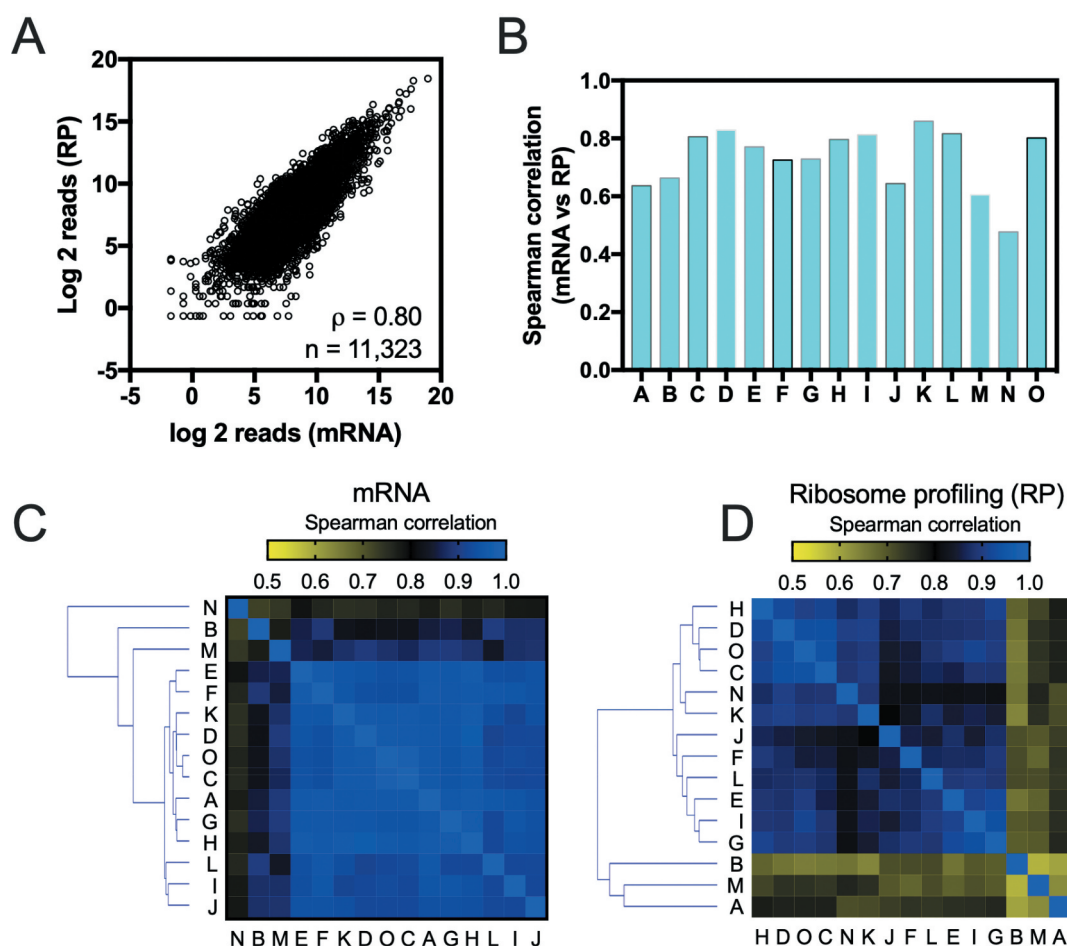 A
Log 2 reads (RP)
20
15
10
5
0
-5
ρ = 0.80
n = 11,323
-5 0 5 10 15 20
log 2 reads (mRNA)
B
Spearman correlation
(mRNA vs RP)
1.0
0.8
0.6
0.4
0.2
0.0
A B C D E F G H I J K L M N O
C
mRNA
Spearman correlation
0.5 0.6 0.7 0.8 0.9 1.0
N
B
M
E
F
K
D
O
C
A
G
H
L
I
J
N B M E F K D O C A G H L I J
D
Ribosome profiling (RP)
Spearman correlation
0.5 0.6 0.7 0.8 0.9 1.0
H
D
O
C
N
K
J
F
L
E
I
G
B
M
A
H D O C N K J F L E I G B M A